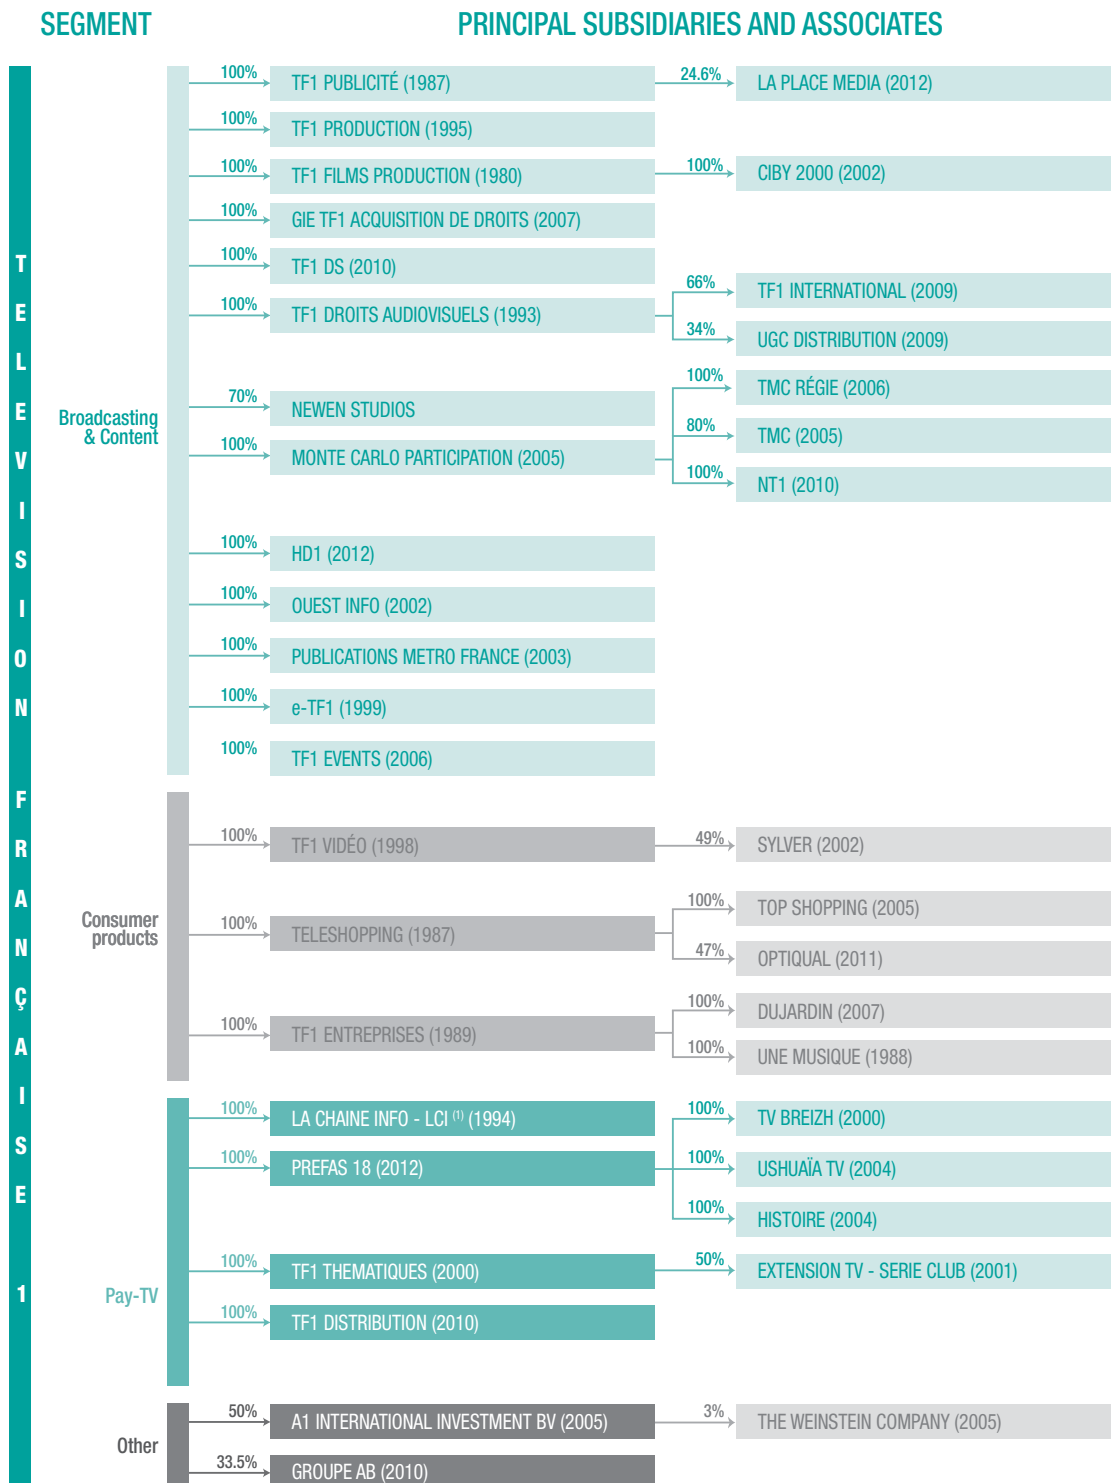 SEGMENT
PRINCIPAL SUBSIDIARIES AND ASSOCIATES
TELEVISION FRANÇAISE 1
Broadcasting
& Content
100%
TF1 PUBLICITÉ (1987)
24.6%
LA PLACE MEDIA (2012)
100%
TF1 PRODUCTION (1995)
100%
TF1 FILMS PRODUCTION (1980)
100%
CIBY 2000 (2002)
100%
GIE TF1 ACQUISITION DE DROITS (2007)
100%
TF1 DS (2010)
100%
TF1 DROITS AUDIOVISUELS (1993)
66%
TF1 INTERNATIONAL (2009)
34%
UGC DISTRIBUTION (2009)
70%
NEWEN STUDIOS
100%
MONTE CARLO PARTICIPATION (2005)
100%
TMC RÉGIE (2006)
80%
TMC (2005)
100%
NT1 (2010)
100%
HD1 (2012)
100%
OUEST INFO (2002)
100%
PUBLICATIONS METRO FRANCE (2003)
100%
e-TF1 (1999)
100%
TF1 EVENTS (2006)
Consumer
products
100%
TF1 VIDÉO (1998)
49%
SYLVER (2002)
100%
TELESHOPPING (1987)
100%
TOP SHOPPING (2005)
47%
OPTIQUAL (2011)
100%
TF1 ENTREPRISES (1989)
100%
DUJARDIN (2007)
100%
UNE MUSIQUE (1988)
Pay-TV
100%
LA CHAINE INFO - LCI (1) (1994)
100%
PREFAS 18 (2012)
100%
TV BREIZH (2000)
100%
USHUAÏA TV (2004)
100%
HISTOIRE (2004)
100%
TF1 THEMATIQUES (2000)
50%
EXTENSION TV - SERIE CLUB (2001)
100%
TF1 DISTRIBUTION (2010)
Other
50%
A1 INTERNATIONAL INVESTMENT BV (2005)
3%
THE WEINSTEIN COMPANY (2005)
33.5%
GROUPE AB (2010)